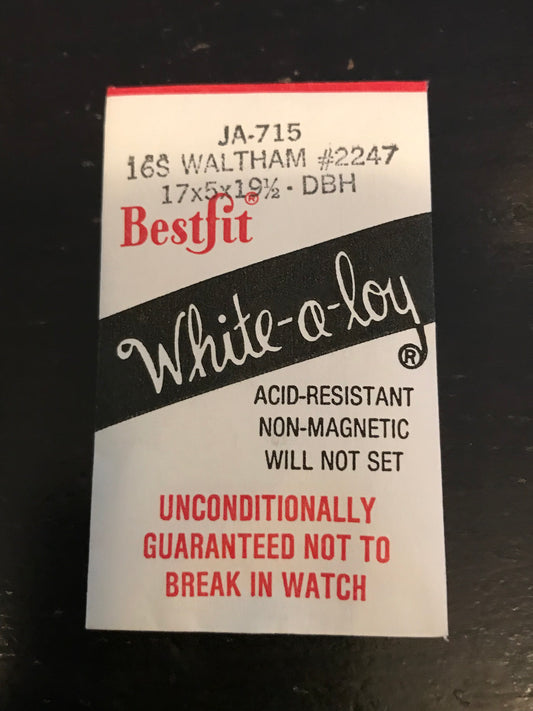 JA-715
16S WALTHAM #2247
17x5x19½ - DBH
Bestfit®
White-a-loy®
ACID-RESISTANT
NON-MAGNETIC
WILL NOT SET
UNCONDITIONALLY
GUARANTEED NOT TO
BREAK IN WATCH